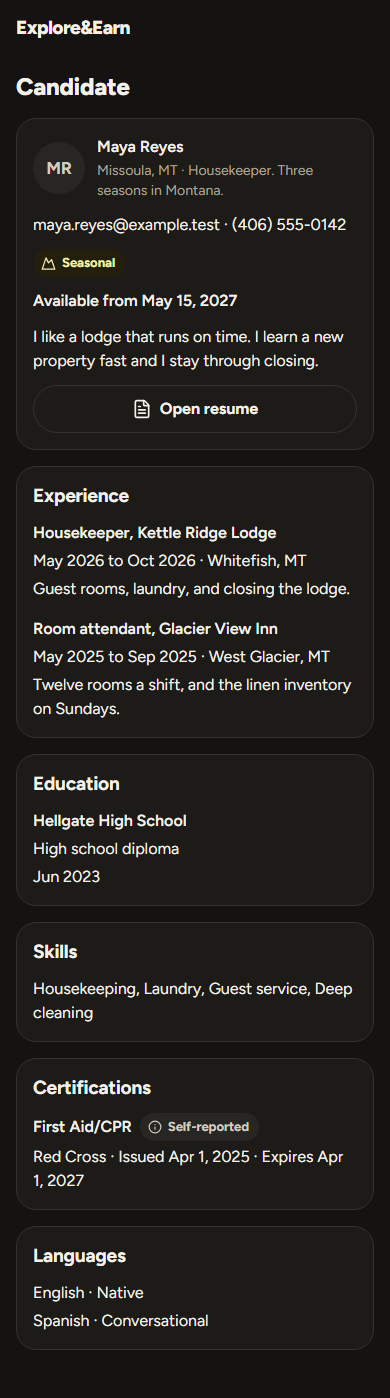 Explore&Earn
Candidate
MR
Maya Reyes
Missoula, MT · Housekeeper. Three
seasons in Montana.
maya.reyes@example.test · (406) 555-0142
Seasonal
Available from May 15, 2027
I like a lodge that runs on time. I learn a new
property fast and I stay through closing.
Open resume
Experience
Housekeeper, Kettle Ridge Lodge
May 2026 to Oct 2026 · Whitefish, MT
Guest rooms, laundry, and closing the lodge.
Room attendant, Glacier View Inn
May 2025 to Sep 2025 · West Glacier, MT
Twelve rooms a shift, and the linen inventory
on Sundays.
Education
Hellgate High School
High school diploma
Jun 2023
Skills
Housekeeping, Laundry, Guest service, Deep
cleaning
Certifications
First Aid/CPR Self-reported
Red Cross · Issued Apr 1, 2025 · Expires Apr
1, 2027
Languages
English · Native
Spanish · Conversational